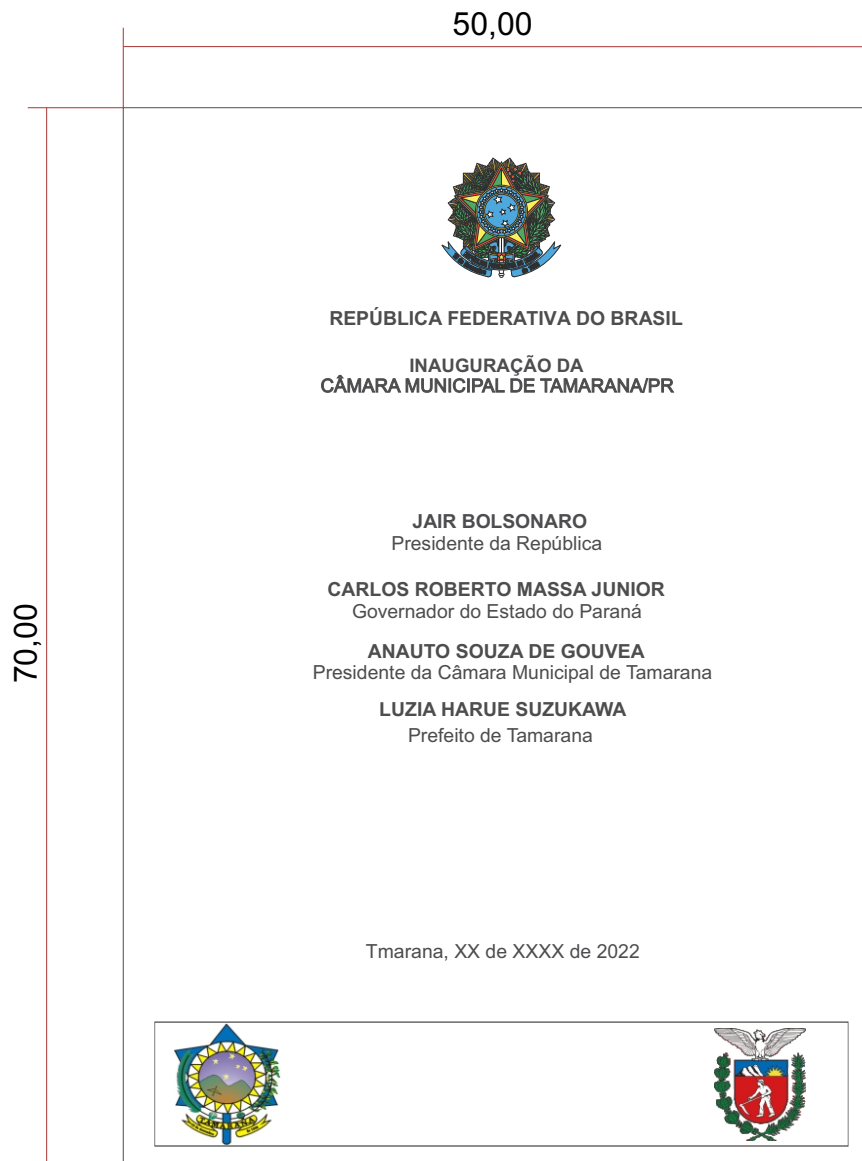 50,00
70,00
REPÚBLICA FEDERATIVA DO BRASIL
INAUGURAÇÃO DA
CÂMARA MUNICIPAL DE TAMARANA/PR
JAIR BOLSONARO
Presidente da República
CARLOS ROBERTO MASSA JUNIOR
Governador do Estado do Paraná
ANAUTO SOUZA DE GOUVEA
Presidente da Câmara Municipal de Tamarana
LUZIA HARUE SUZUKAWA
Prefeito de Tamarana
Tmarana, XX de XXXX de 2022
TAMARANA